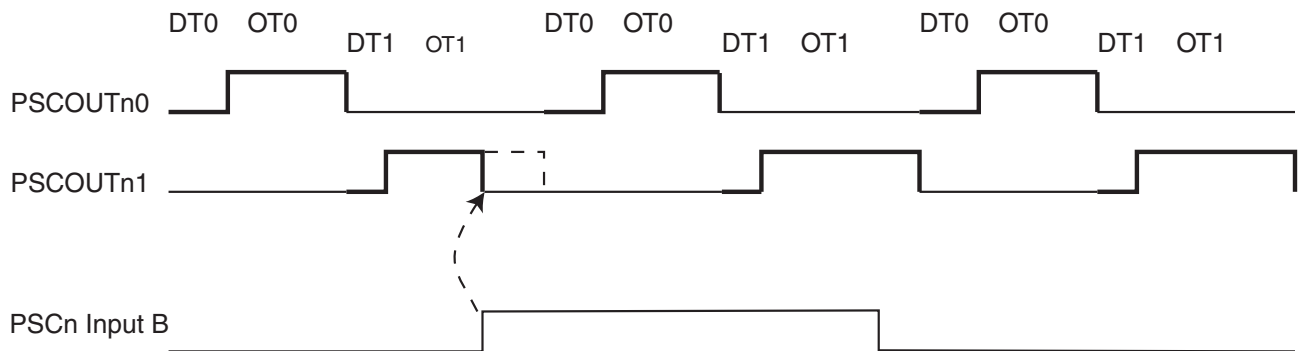 DT0 OT0 DT1 OT1 DT0 OT0 DT1 OT1 DT0 OT0 DT1 OT1
PSCOUTn0
PSCOUTn1
PSCn Input B